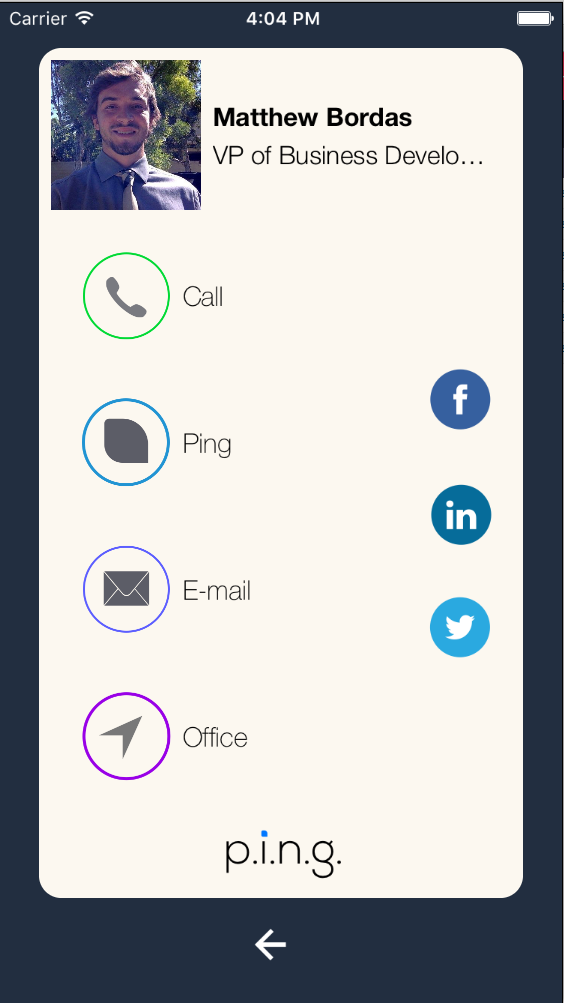 Carrier 4:04 PM
Matthew Bordas
VP of Business Develo...
Call
f
Ping
in
E-mail
Office
p.i.n.g.